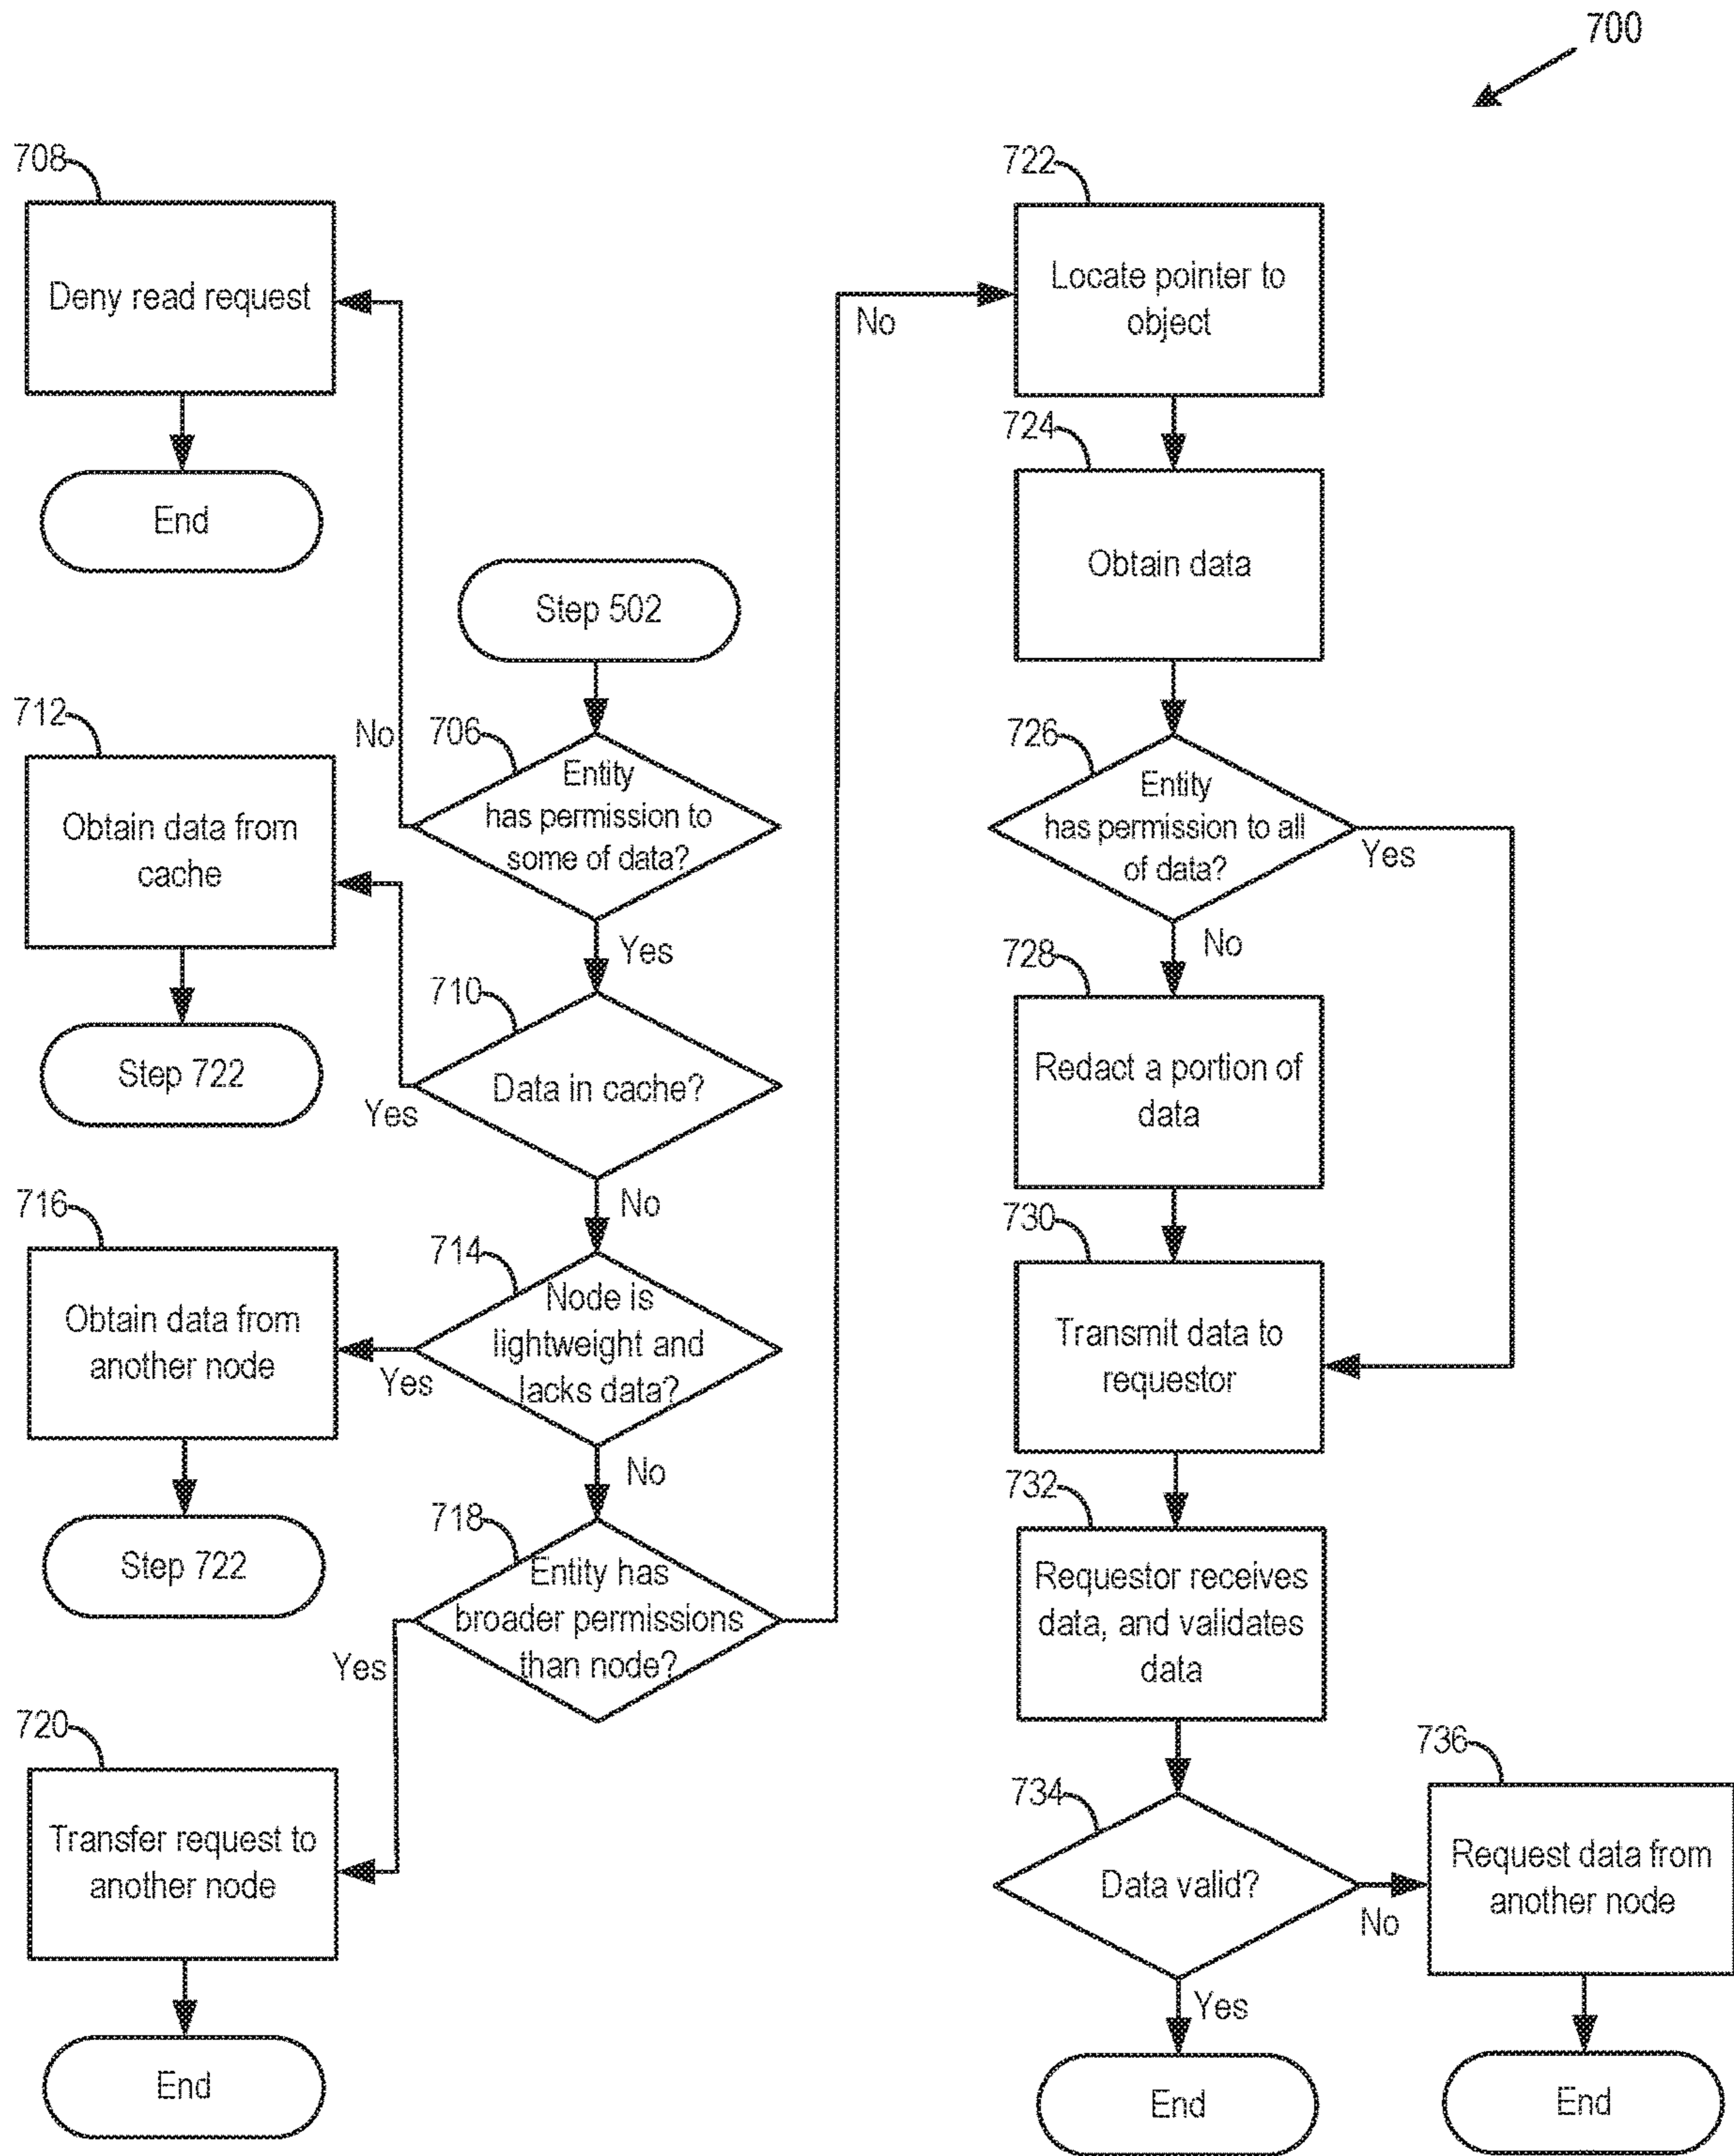 700
708
Deny read request
End
Step 502
No
706
Entity
has permission to
some of data?
Yes
712
Obtain data from
cache
Step 722
710
Data in cache?
Yes
No
716
Obtain data from
another node
Step 722
714
Node is
lightweight and
lacks data?
Yes
No
718
Entity has
broader permissions
than node?
Yes
No
720
Transfer request to
another node
End
722
Locate pointer to
object
724
Obtain data
726
Entity
has permission to all
of data?
Yes
No
728
Redact a portion of
data
730
Transmit data to
requestor
732
Requestor receives
data, and validates
data
734
Data valid?
No
Yes
End
736
Request data from
another node
End